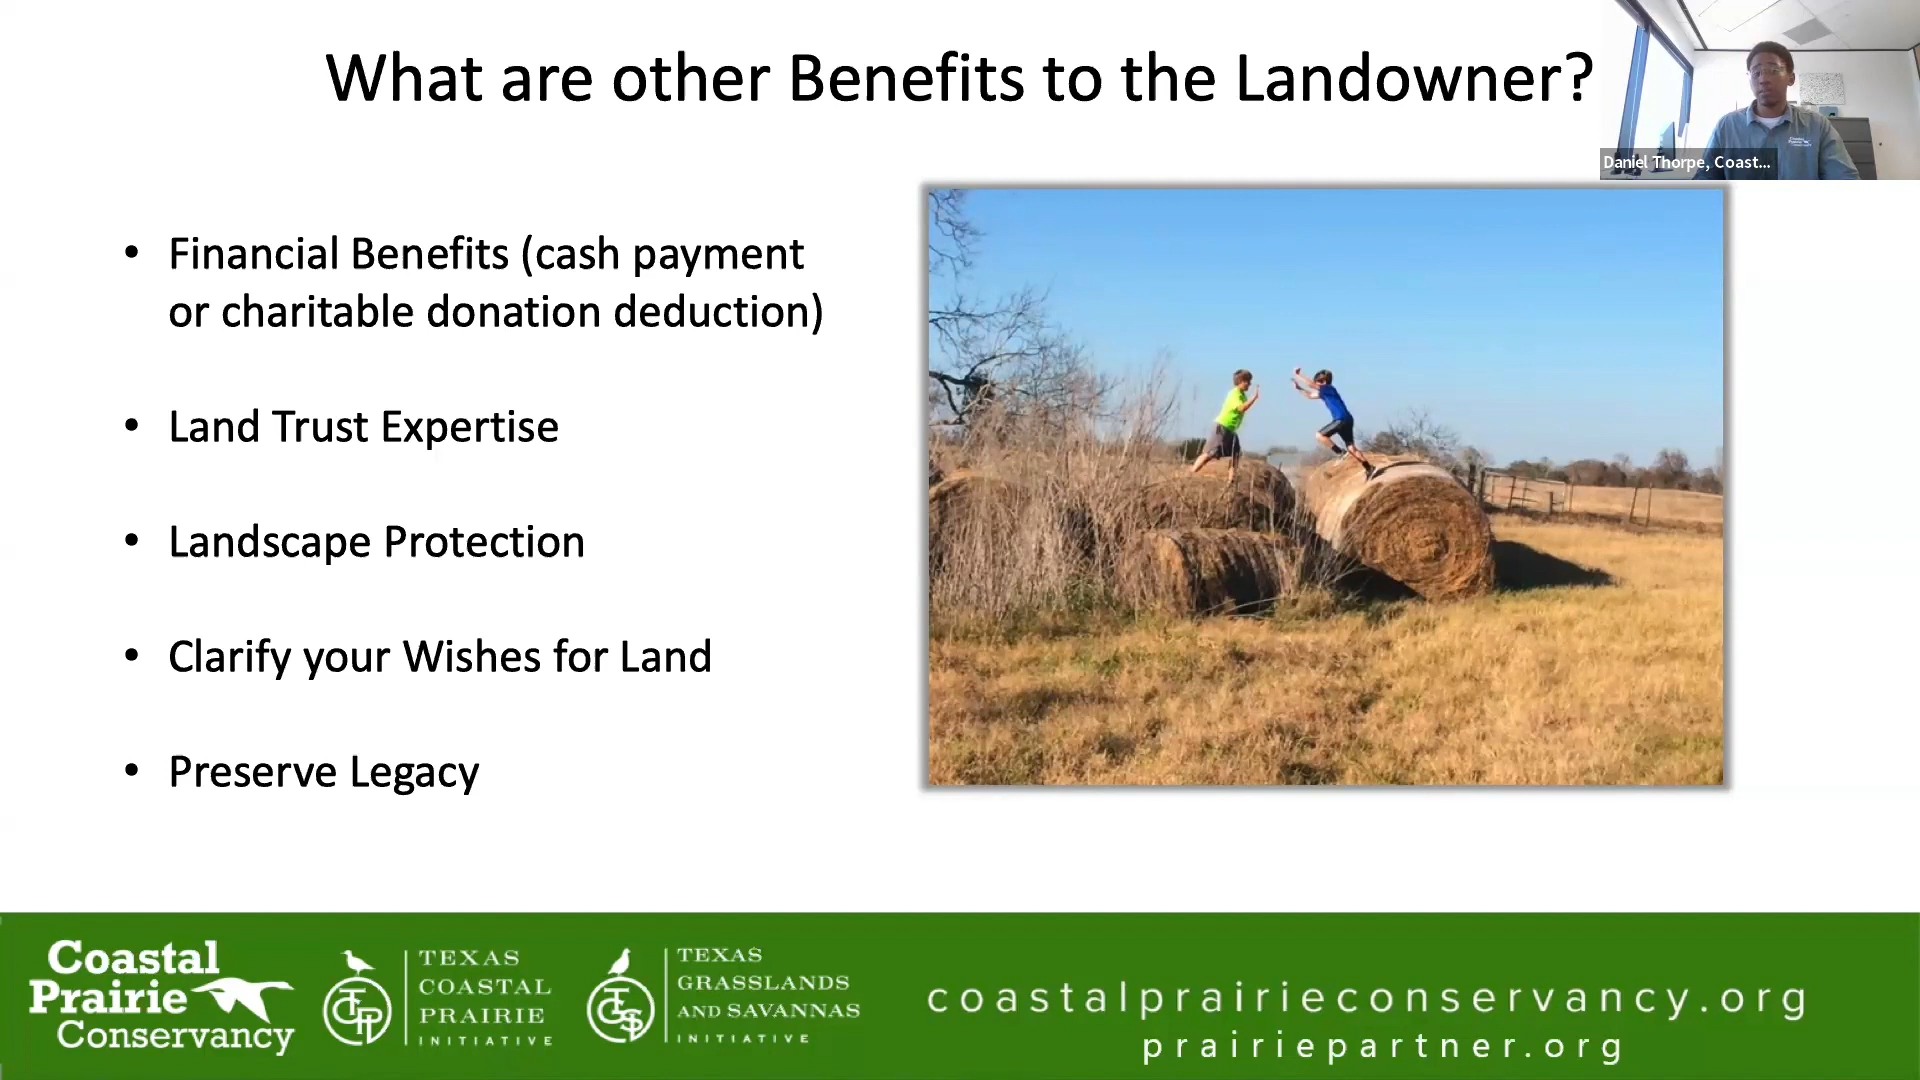 What are other Benefits to the Landowner?
Daniel Thorpe, Coast...
• Financial Benefits (cash payment
or charitable donation deduction)
• Land Trust Expertise
• Landscape Protection
• Clarify your Wishes for Land
• Preserve Legacy
Coastal
Prairie
Conservancy
TEXAS
COASTAL
PRAIRIE
INITIATIVE
TEXAS
GRASSLANDS
AND SAVANNAS
INITIATIVE
coastalprairieconservancy.org
prairiepartner.org